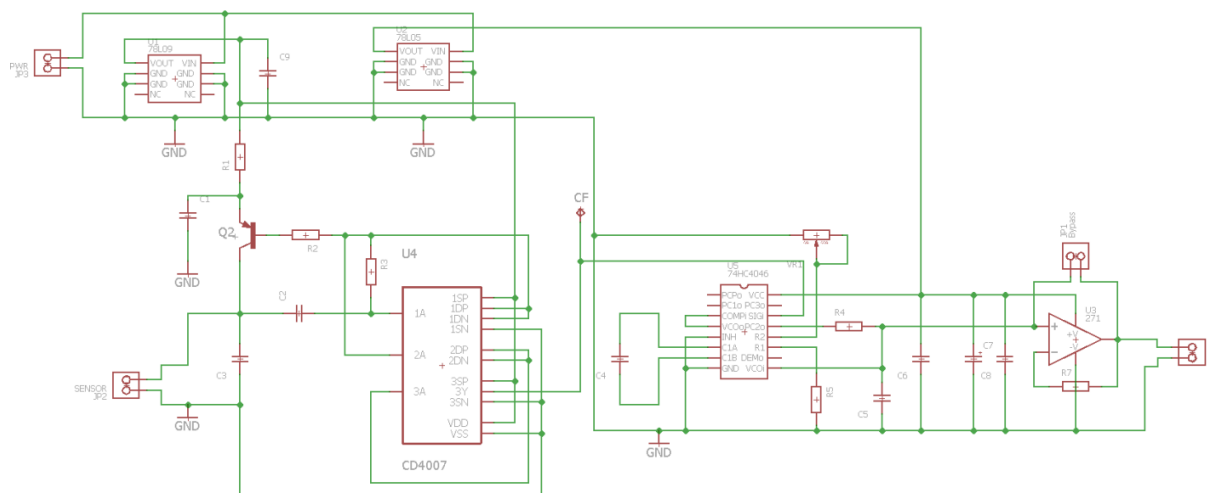 U1
78L09
VOUT VIN
GND GND
GND GND
NC NC
U2
78L05
VOUT VIN
GND GND
GND GND
NC NC
C9
PWR
JP3
GND
GND
R1
C1
Q2
GND
R2
R3
U4
C2
1A
2A
3A
1SP
1DP
1DN
1SN
2DP
2DN
3SP
3Y
3SN
VDD
VSS
CD4007
C3
SENSOR
JP2
GND
CF
VR1
U5
74HC4046
PCPo VCC
PC1o PC3o
COMPi SIGi
VCOo PC2o
INH R2
C1A R1
C1B DEMo
GND VCOi
C4
R4
R5
C5
GND
C6
C7
C8
JP1
Bypass
U3
271
+V
-V
R7